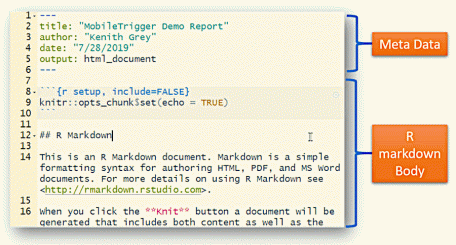 1 ---
2 title: "MobileTrigger Demo Report"
3 author: "Kenith Grey"
4 date: "7/28/2019"
5 output: html_document
6 ---
7
8 ```{r setup, include=FALSE}
9 knitr::opts_chunk$set(echo = TRUE)
10 ```
11
12 ## R Markdown
13
14 This is an R Markdown document. Markdown is a simple
formatting syntax for authoring HTML, PDF, and MS Word
documents. For more details on using R Markdown see
<http://rmarkdown.rstudio.com>.
15
16 When you click the **Knit** button a document will be
generated that includes both content as well as the
Meta Data
R
markdown
Body